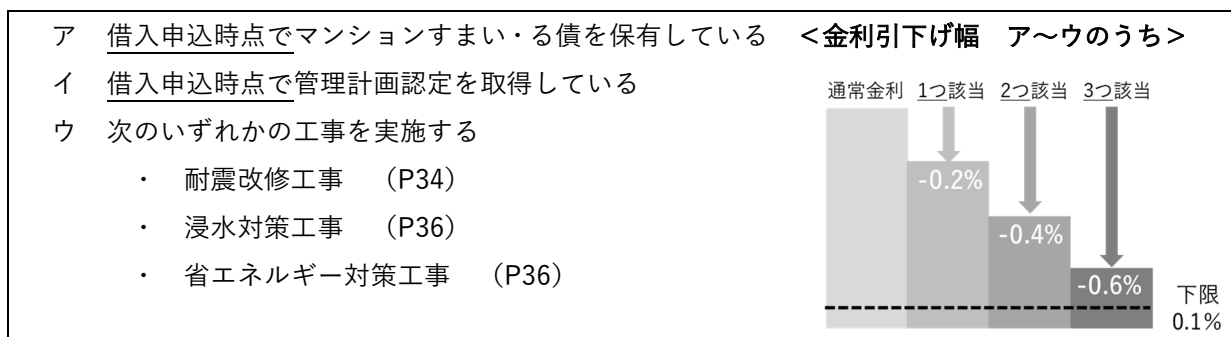 ア 借入申込時点でマンションすまい・る債を保有している
イ 借入申込時点で管理計画認定を取得している
ウ 次のいずれかの工事を実施する
・ 耐震改修工事 （P34）
・ 浸水対策工事 （P36）
・ 省エネルギー対策工事 （P36）
＜金利引下げ幅 ア～ウのうち＞
通常金利 1つ該当 2つ該当 3つ該当
-0.2%
-0.4%
-0.6%
下限
0.1%